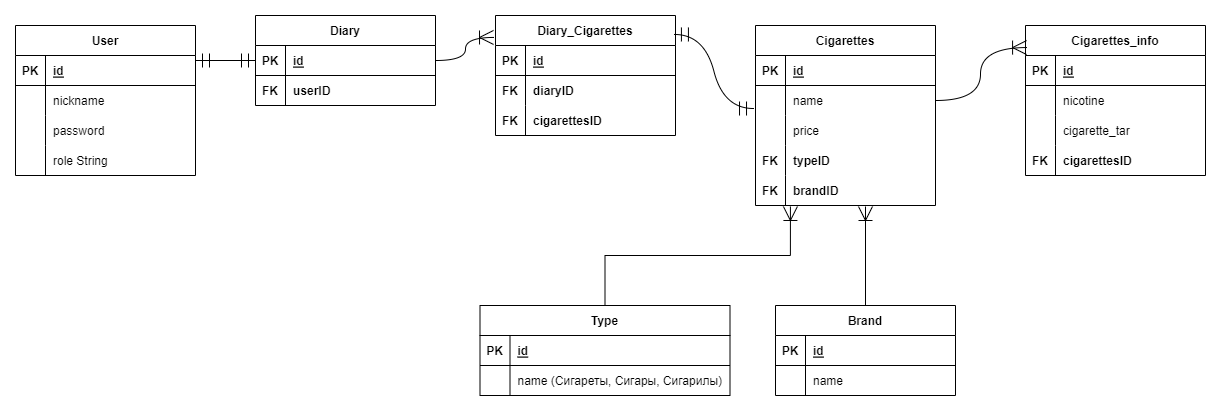 User
PK id
nickname
password
role String
Diary
PK id
FK userID
Diary_Cigarettes
PK id
FK diaryID
FK cigarettesID
Cigarettes
PK id
name
price
FK typeID
FK brandID
Cigarettes_info
PK id
nicotine
cigarette_tar
FK cigarettesID
Type
PK id
name (Сигареты, Сигары, Сигарилы)
Brand
PK id
name